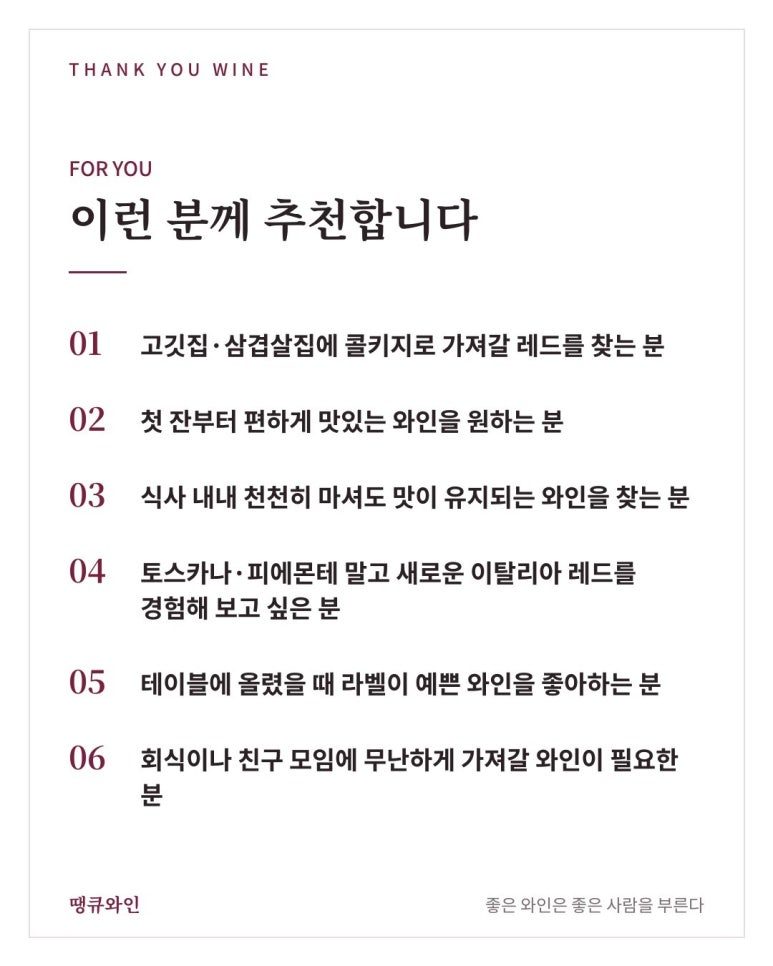 THANK YOU WINE
FOR YOU
이런 분께 추천합니다
01 고깃집·삼겹살집에 콜키지로 가져갈 레드를 찾는 분
02 첫 잔부터 편하게 맛있는 와인을 원하는 분
03 식사 내내 천천히 마셔도 맛이 유지되는 와인을 찾는 분
04 토스카나·피에몬테 말고 새로운 이탈리아 레드를
경험해 보고 싶은 분
05 테이블에 올렸을 때 라벨이 예쁜 와인을 좋아하는 분
06 회식이나 친구 모임에 무난하게 가져갈 와인이 필요한
분
땡큐와인 좋은 와인은 좋은 사람을 부른다